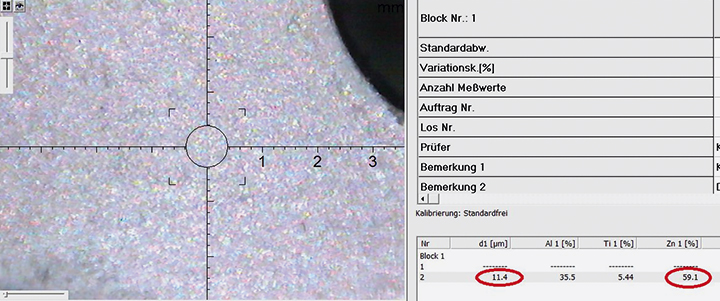 mm
1 2 3
Block Nr.: 1
Standardabw.
Variationsk.[%]
Anzahl Meßwerte
Auftrag Nr.
Los Nr.
Prüfer K
Bemerkung 1 K
Bemerkung 2 D
Kalibrierung: Standardfrei
Nr d1 [µm] Al 1 [%] Ti 1 [%] Zn 1 [%]
Block 1
1 -------- -------- -------- --------
2 11.4 35.5 5.44 59.1